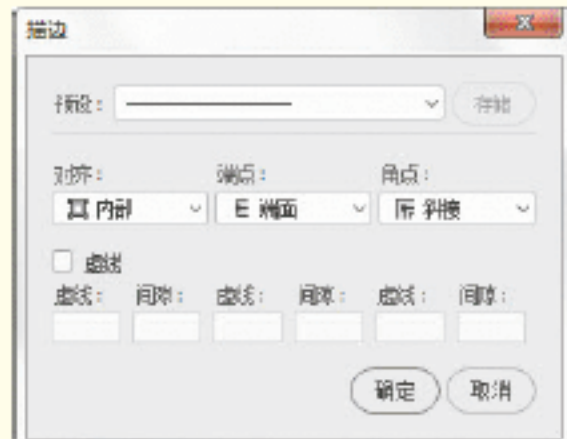 描边
预设：
存储
对齐： 端点： 角点：
内部 端面 斜接
虚线
虚线： 间隙： 虚线： 间隙： 虚线： 间隙：
确定 取消